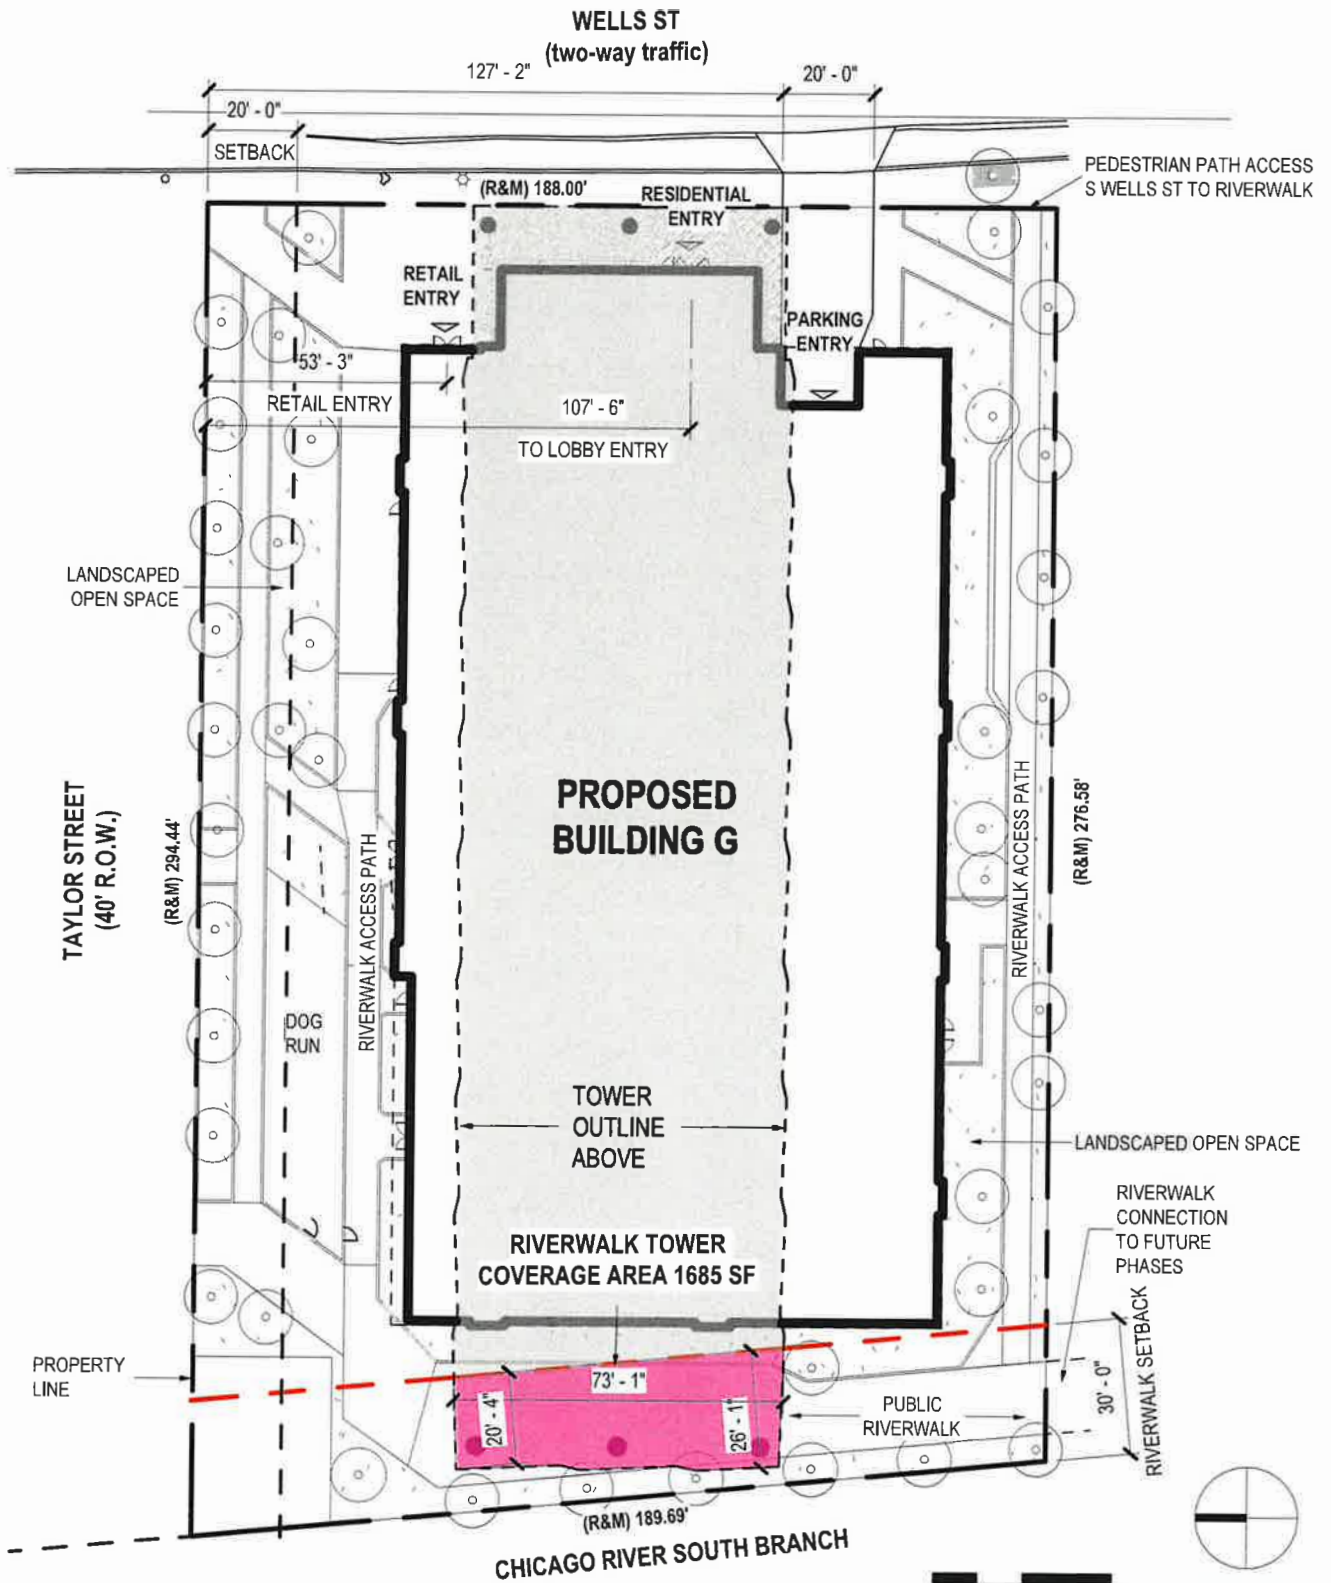 WELLS ST
(two-way traffic)
127' - 2"
20' - 0"
20' - 0"
SETBACK
(R&M) 188.00'
RESIDENTIAL
ENTRY
PEDESTRIAN PATH ACCESS
S WELLS ST TO RIVERWALK
RETAIL
ENTRY
PARKING
ENTRY
53' - 3"
RETAIL ENTRY
107' - 6"
TO LOBBY ENTRY
LANDSCAPED
OPEN SPACE
PROPOSED
BUILDING G
TAYLOR STREET
(40' R.O.W.)
(R&M) 294.44'
RIVERWALK ACCESS PATH
RIVERWALK ACCESS PATH
(R&M) 276.58'
DOG
RUN
TOWER
OUTLINE
ABOVE
LANDSCAPED OPEN SPACE
RIVERWALK
CONNECTION
TO FUTURE
PHASES
RIVERWALK TOWER
COVERAGE AREA 1685 SF
PROPERTY
LINE
73' - 1"
20' - 4"
26' - 1"
PUBLIC
RIVERWALK
30' - 0"
RIVERWALK SETBACK
(R&M) 189.69'
CHICAGO RIVER SOUTH BRANCH